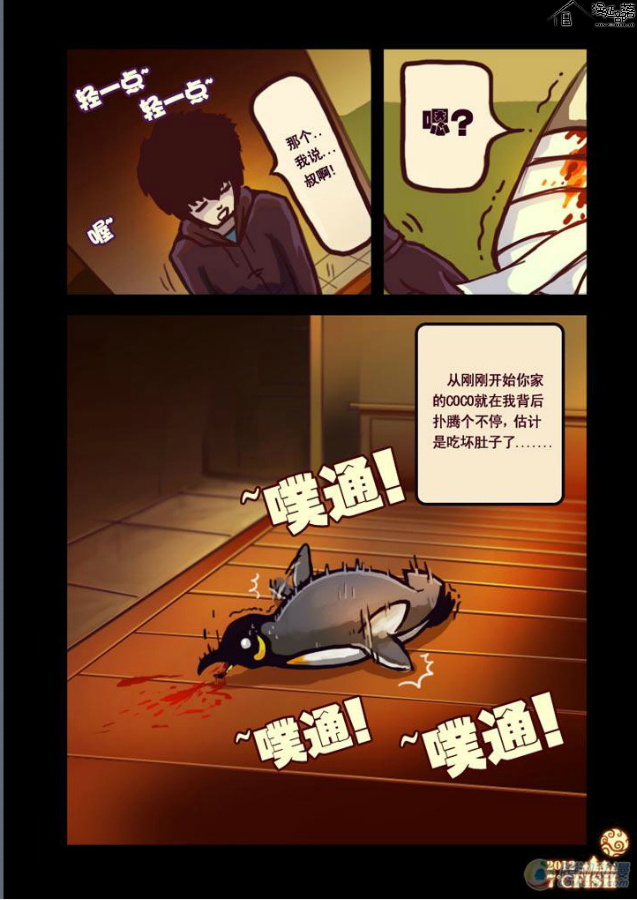 轻一点~
轻一点~
喔~
那个..
我说...
叔啊！
嗯？
从刚刚开始你家
的COCO就在我背后
扑腾个不停，估计
是吃坏肚子了.......
~噗通！
~噗通！
~噗通！
2012
7℃FISH